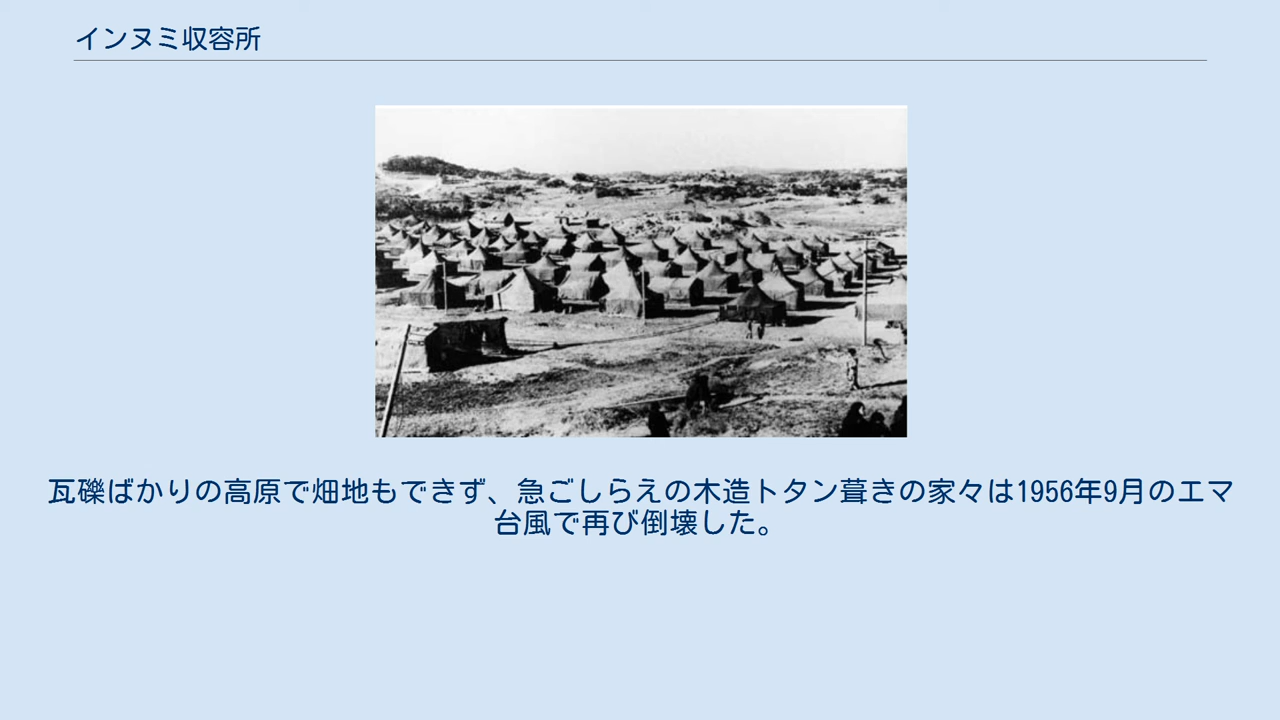 インヌミ収容所
瓦礫ばかりの高原で畑地もできず、急ごしらえの木造トタン葺きの家々は1956年9月のエマ
台風で再び倒壊した。